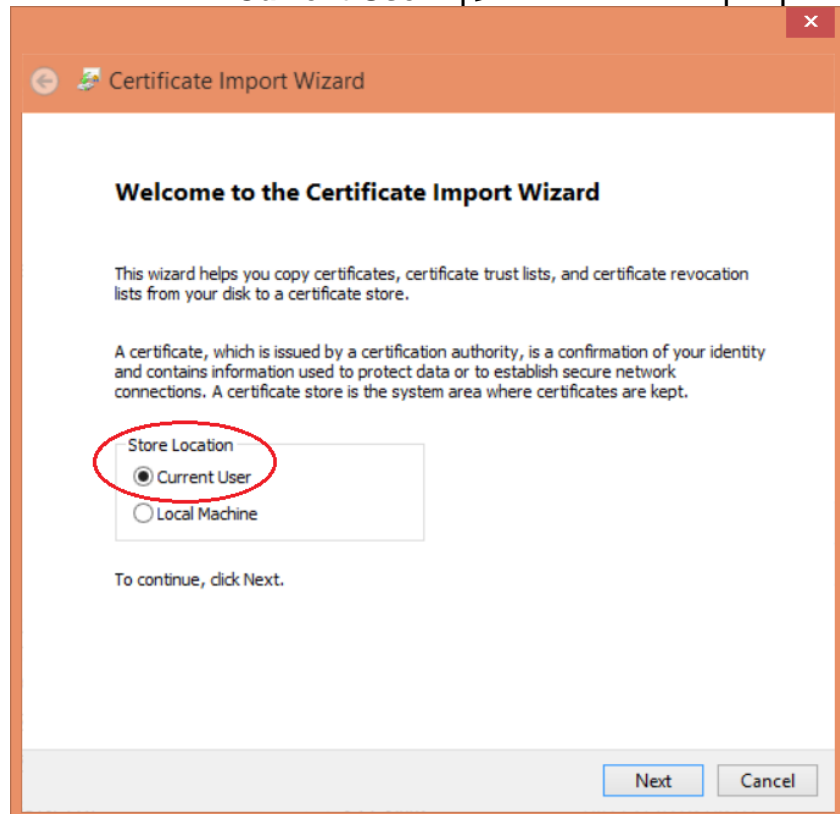 Certificate Import Wizard
Welcome to the Certificate Import Wizard
This wizard helps you copy certificates, certificate trust lists, and certificate revocation
lists from your disk to a certificate store.
A certificate, which is issued by a certification authority, is a confirmation of your identity
and contains information used to protect data or to establish secure network
connections. A certificate store is the system area where certificates are kept.
Store Location
Current User
Local Machine
To continue, click Next.
Next Cancel